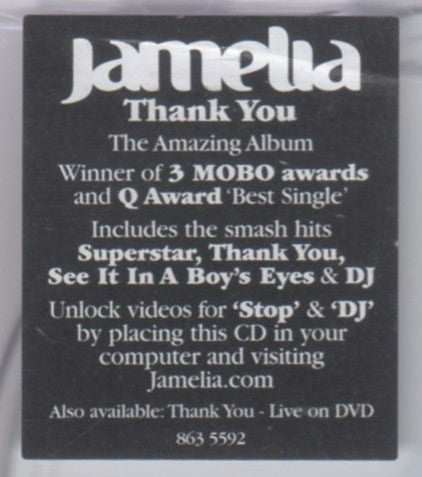 Jamelia
Thank You
The Amazing Album
Winner of 3 MOBO awards
and Q Award 'Best Single'
Includes the smash hits
Superstar, Thank You,
See It In A Boy's Eyes & DJ
Unlock videos for 'Stop' & 'DJ'
by placing this CD in your
computer and visiting
Jamelia.com
Also available: Thank You - Live on DVD
863 5592